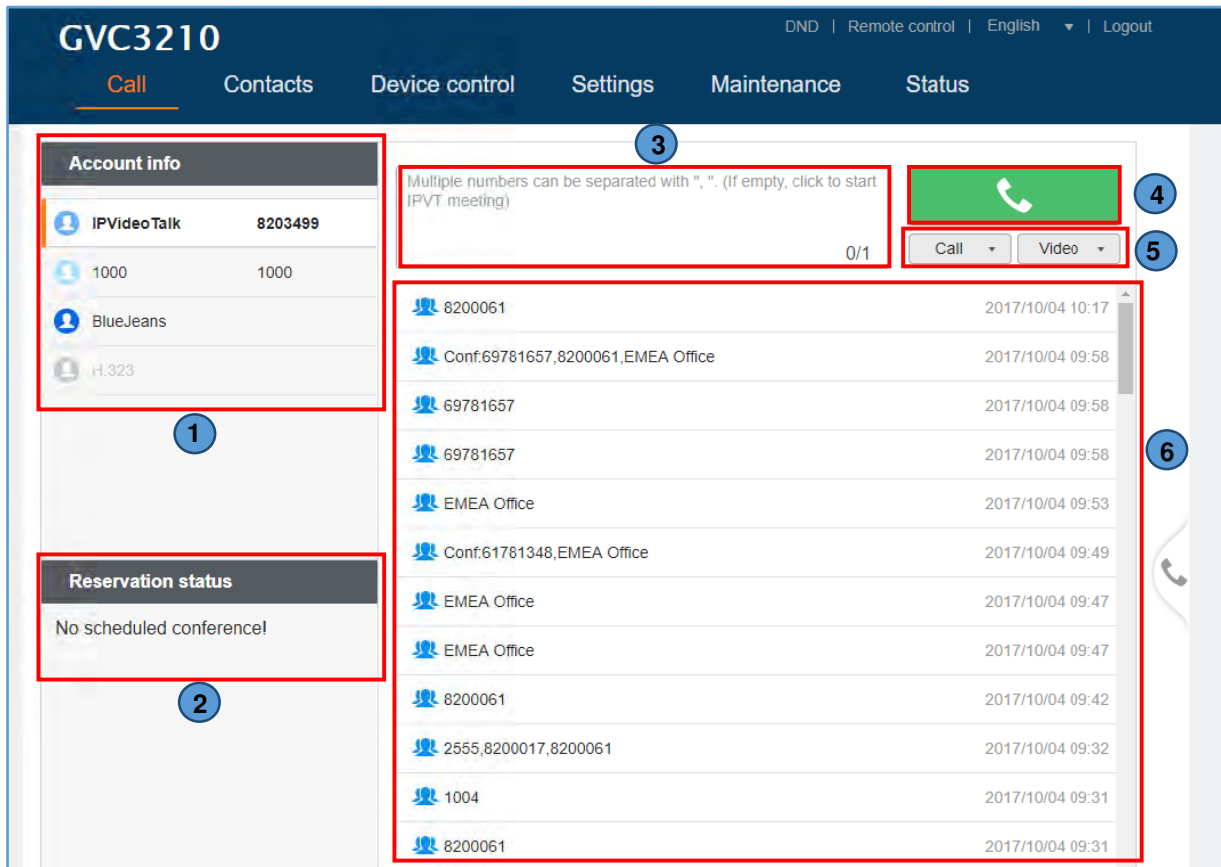 GVC3210
DND | Remote control | English ▼ | Logout
Call Contacts Device control Settings Maintenance Status
Account info
IPVideoTalk 8203499
1000 1000
BlueJeans
H.323
1
Reservation status
No scheduled conference!
2
3
Multiple numbers can be separated with ", ". (If empty, click to start
IPVT meeting)
0/1
4
Call Video
5
8200061 2017/10/04 10:17
Conf:69781657,8200061,EMEA Office 2017/10/04 09:58
69781657 2017/10/04 09:58
69781657 2017/10/04 09:58
EMEA Office 2017/10/04 09:53
Conf:61781348,EMEA Office 2017/10/04 09:49
EMEA Office 2017/10/04 09:47
EMEA Office 2017/10/04 09:47
8200061 2017/10/04 09:42
2555,8200017,8200061 2017/10/04 09:32
1004 2017/10/04 09:31
8200061 2017/10/04 09:31
6